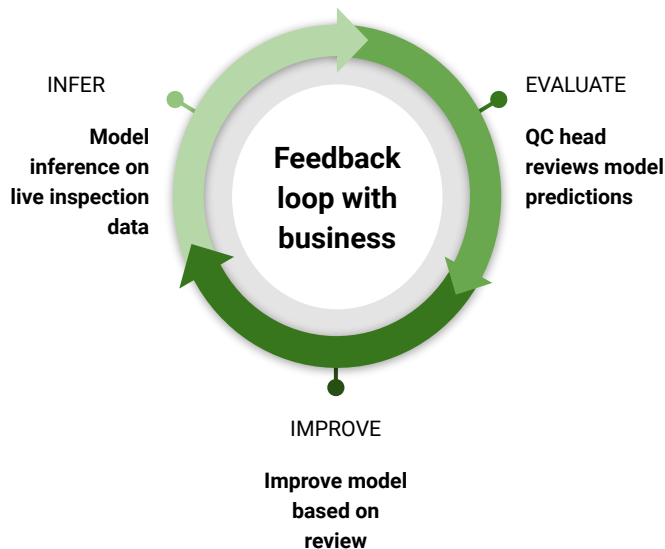 INFER
Model
inference on
live inspection
data
Feedback
loop with
business
EVALUATE
QC head
reviews model
predictions
IMPROVE
Improve model
based on
review